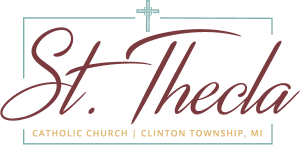 St. Thecla
CATHOLIC CHURCH | CLINTON TOWNSHIP, MI